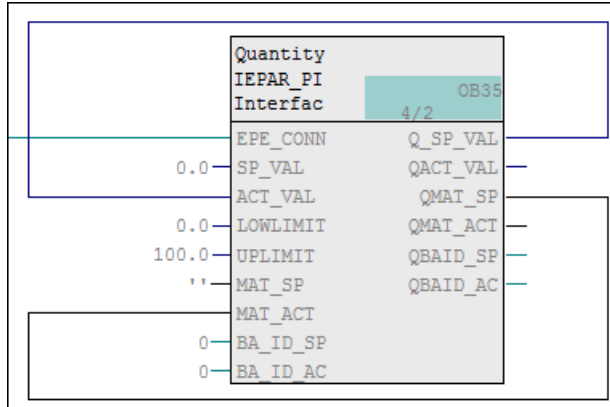 Quantity
IEPAR_PI
Interfac
OB35
4/2
EPE_CONN Q_SP_VAL
0.0 SP_VAL QACT_VAL
ACT_VAL QMAT_SP
0.0 LOWLIMIT QMAT_ACT
100.0 UPLIMIT QBAID_SP
'' MAT_SP QBAID_AC
MAT_ACT
0 BA_ID_SP
0 BA_ID_AC